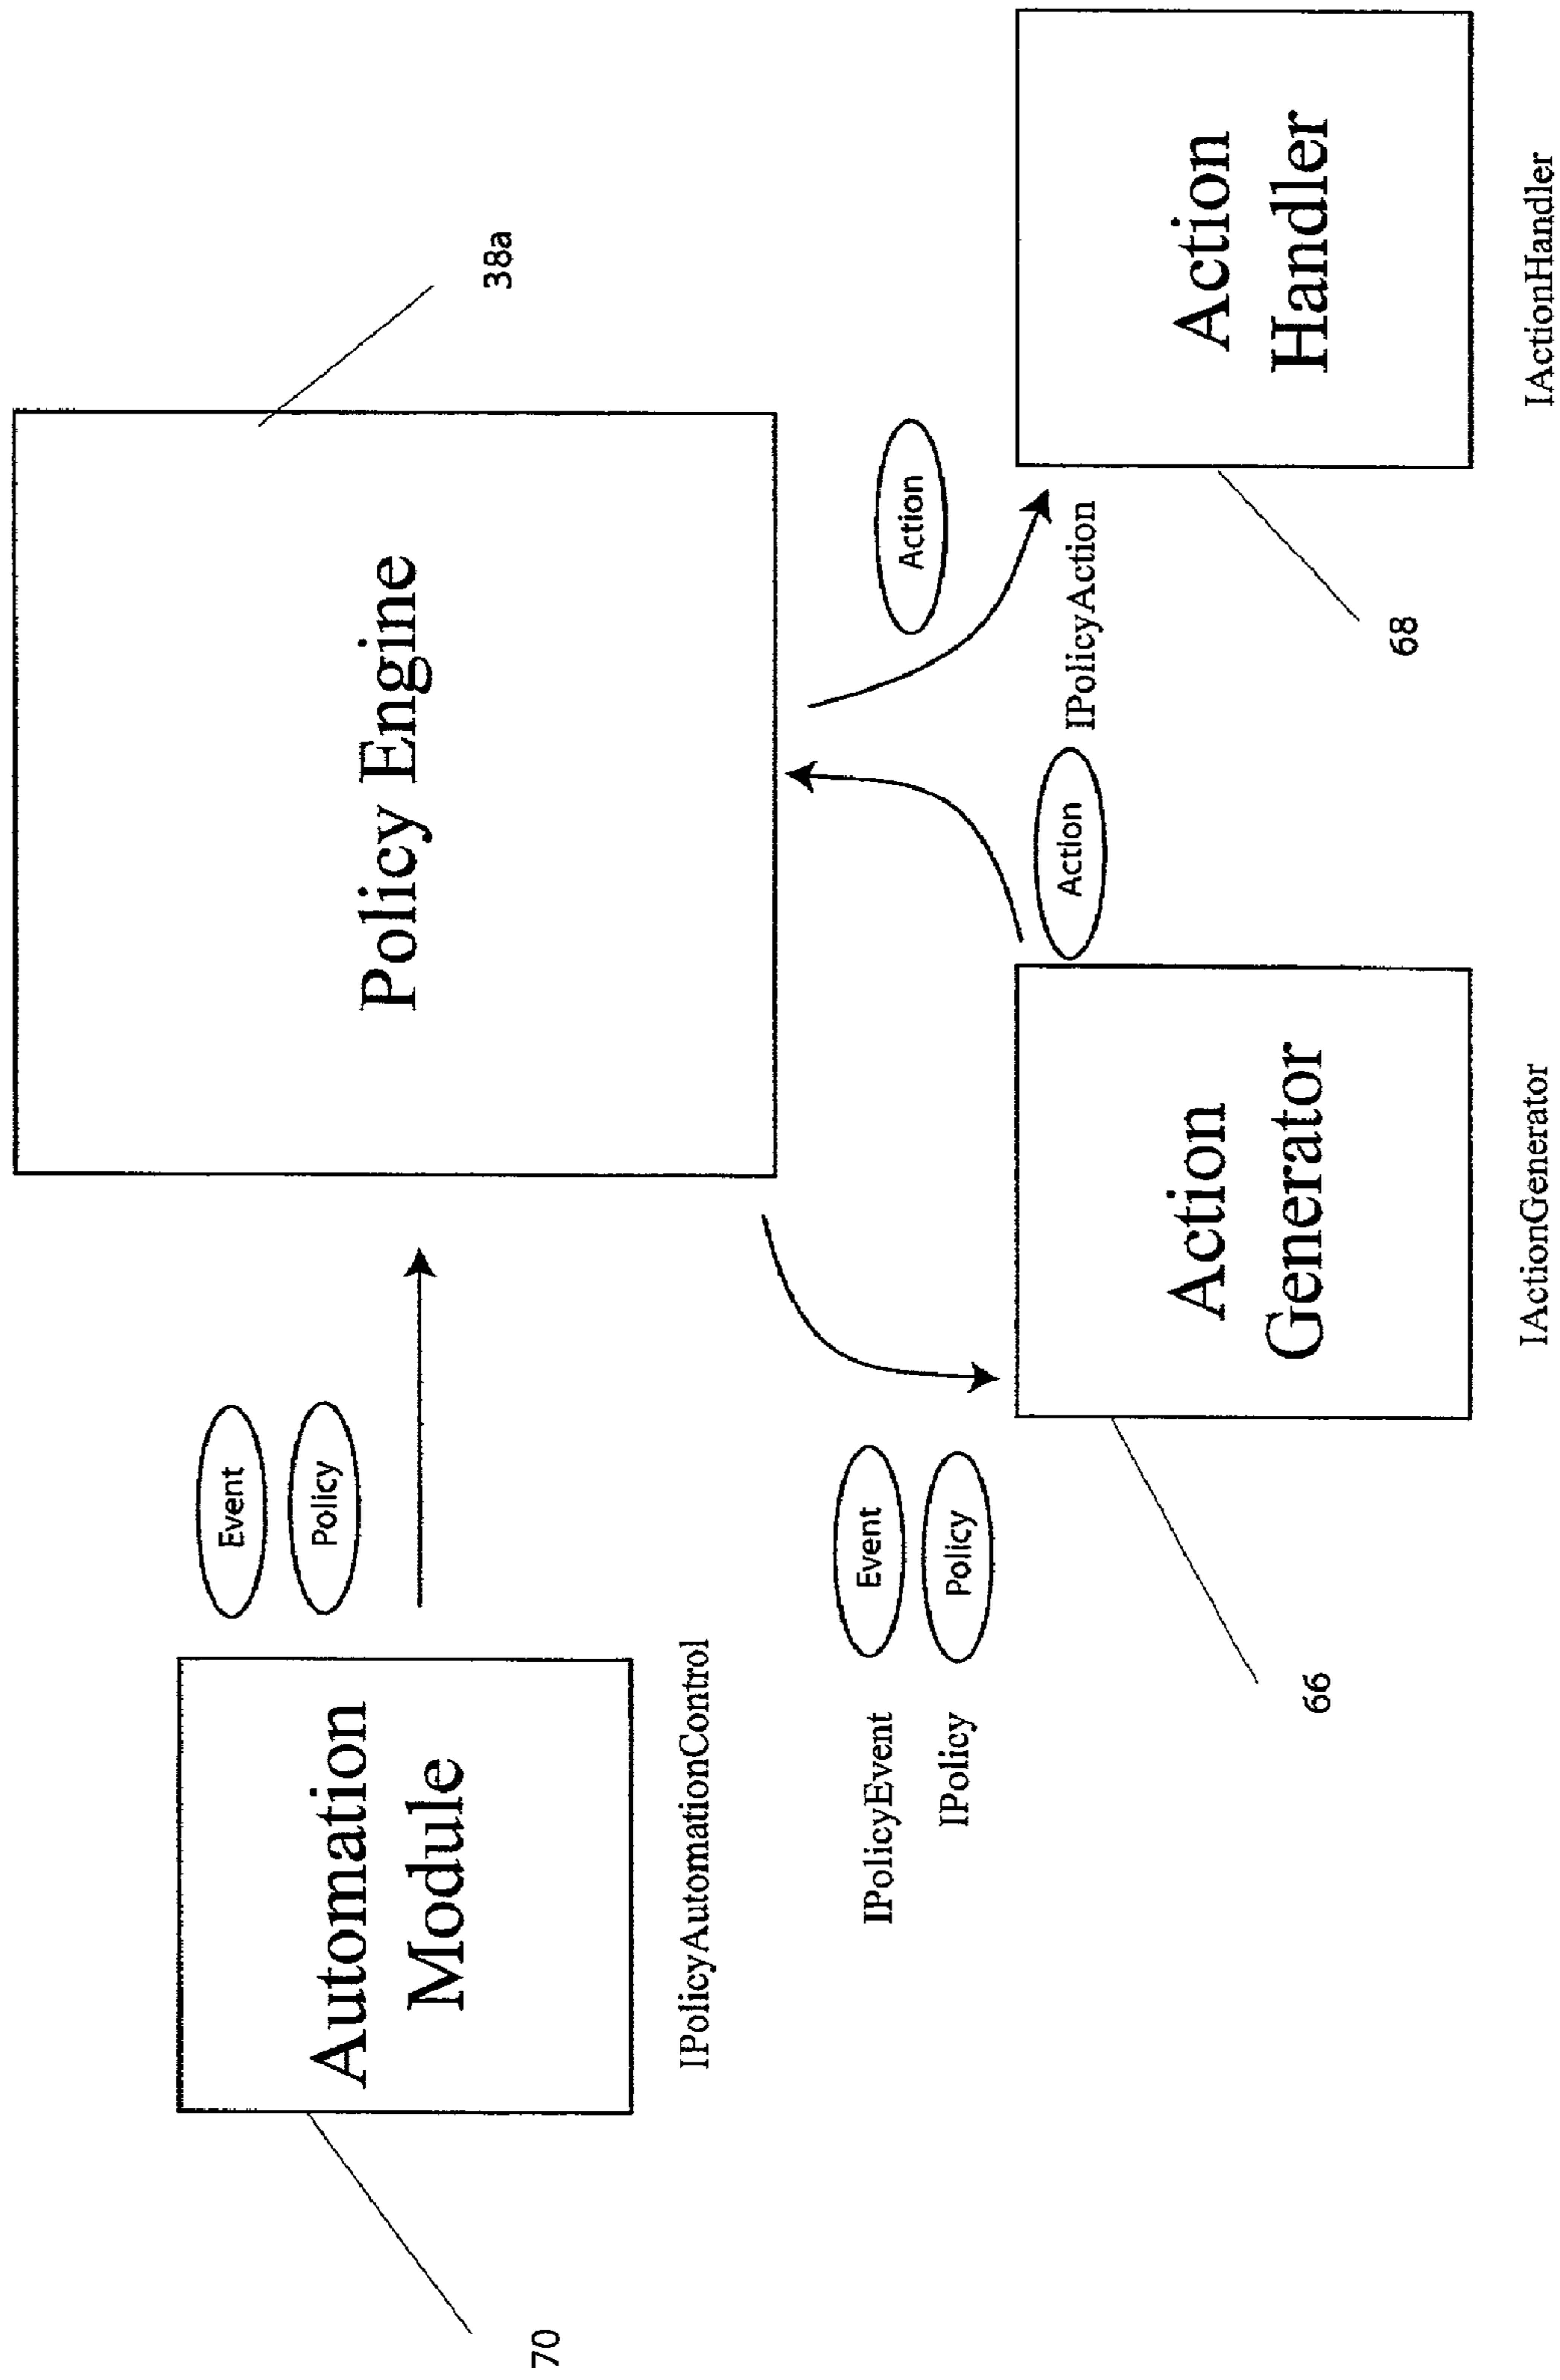 Event
Policy
Automation
Module
Policy Engine
38a
70
IPolicyAutomationControl
IPolicyEvent
Event
IPolicy
Policy
Action
Action
IPolicyAction
Action
Generator
Action
Handler
66
68
IActionGenerator
IActionHandler